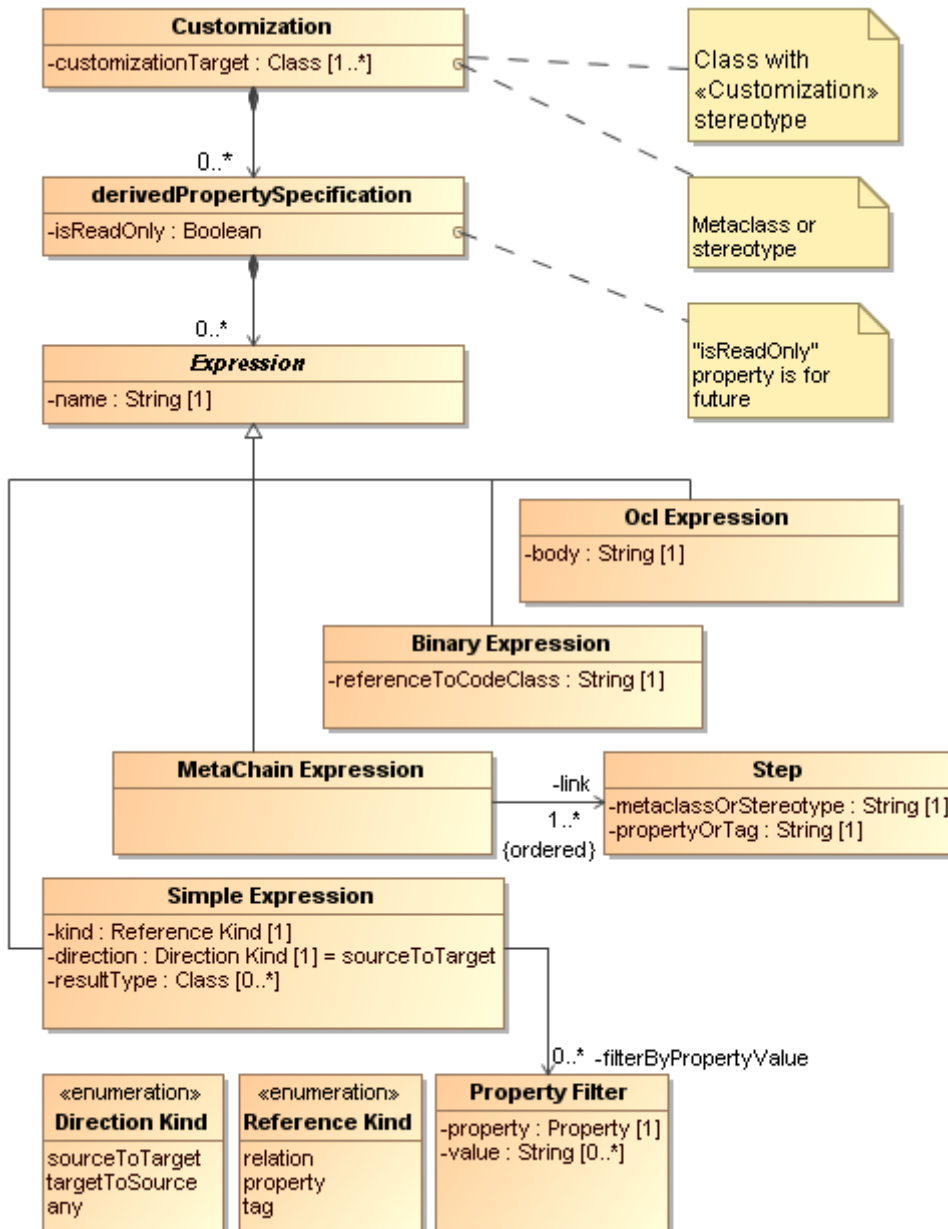 Customization
-customizationTarget : Class [1..*]
Class with
«Customization»
stereotype
0..*
derivedPropertySpecification
-isReadOnly : Boolean
Metaclass or
stereotype
0..*
Expression
-name : String [1]
"isReadOnly"
property is for
future
Ocl Expression
-body : String [1]
Binary Expression
-referenceToCodeClass : String [1]
MetaChain Expression
-link
1..*
{ordered}
Step
-metaclassOrStereotype : String [1]
-propertyOrTag : String [1]
Simple Expression
-kind : Reference Kind [1]
-direction : Direction Kind [1] = sourceToTarget
-resultType : Class [0..*]
0..* -filterByPropertyValue
«enumeration»
Direction Kind
sourceToTarget
targetToSource
any
«enumeration»
Reference Kind
relation
property
tag
Property Filter
-property : Property [1]
-value : String [0..*]